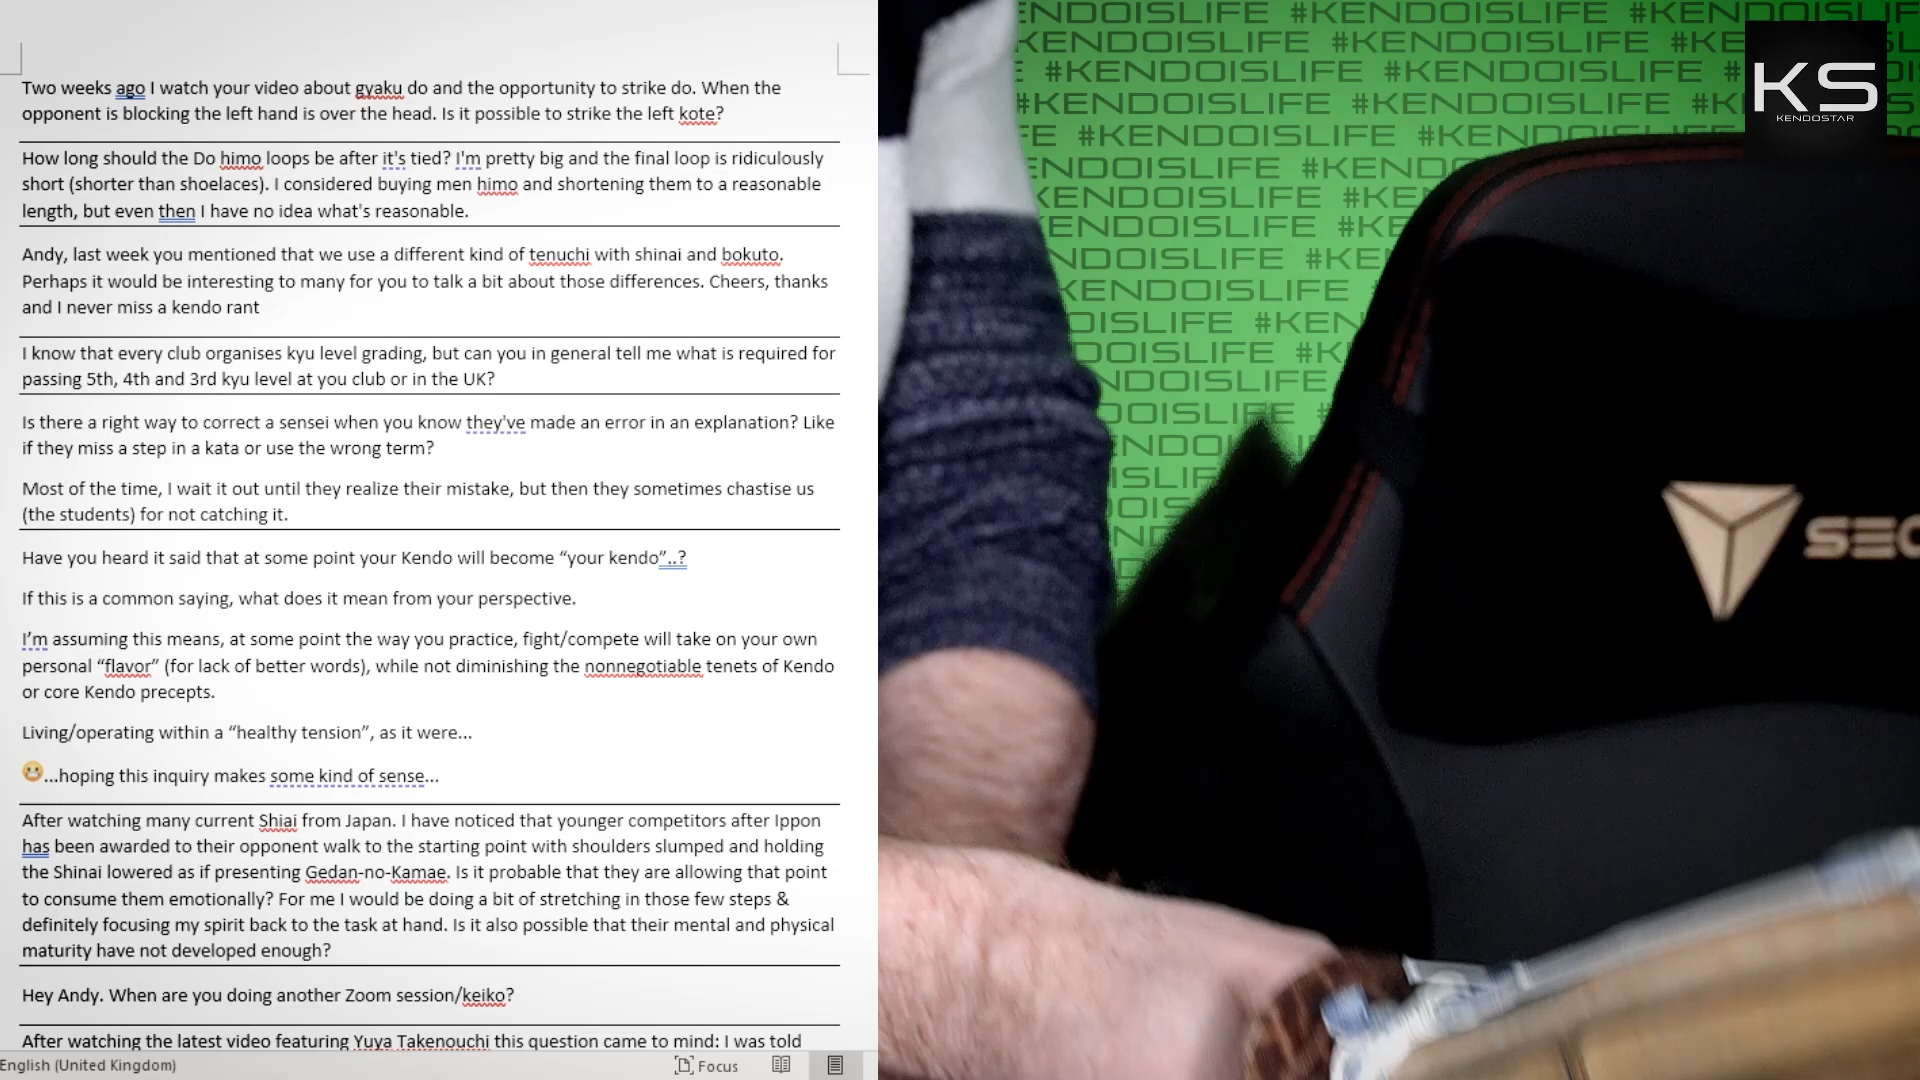 Two weeks ago I watch your video about gyaku do and the opportunity to strike do. When the
opponent is blocking the left hand is over the head. Is it possible to strike the left kote?
How long should the Do himo loops be after it's tied? I'm pretty big and the final loop is ridiculously
short (shorter than shoelaces). I considered buying men himo and shortening them to a reasonable
length, but even then I have no idea what's reasonable.
Andy, last week you mentioned that we use a different kind of tenuchi with shinai and bokuto.
Perhaps it would be interesting to many for you to talk a bit about those differences. Cheers, thanks
and I never miss a kendo rant
I know that every club organises kyu level grading, but can you in general tell me what is required for
passing 5th, 4th and 3rd kyu level at you club or in the UK?
Is there a right way to correct a sensei when you know they've made an error in an explanation? Like
if they miss a step in a kata or use the wrong term?
Most of the time, I wait it out until they realize their mistake, but then they sometimes chastise us
(the students) for not catching it.
Have you heard it said that at some point your Kendo will become “your kendo”..?
If this is a common saying, what does it mean from your perspective.
I’m assuming this means, at some point the way you practice, fight/compete will take on your own
personal “flavor” (for lack of better words), while not diminishing the nonnegotiable tenets of Kendo
or core Kendo precepts.
Living/operating within a “healthy tension”, as it were...
😬...hoping this inquiry makes some kind of sense...
After watching many current Shiai from Japan. I have noticed that younger competitors after Ippon
has been awarded to their opponent walk to the starting point with shoulders slumped and holding
the Shinai lowered as if presenting Gedan-no-Kamae. Is it probable that they are allowing that point
to consume them emotionally? For me I would be doing a bit of stretching in those few steps &
definitely focusing my spirit back to the task at hand. Is it also possible that their mental and physical
maturity have not developed enough?
Hey Andy. When are you doing another Zoom session/keiko?
After watching the latest video featuring Yuya Takenouchi this question came to mind: I was told
English (United Kingdom)
Focus
#KENDOISLIFE #KENDOISLIFE
#KENDOISLIFE
KS
KENDOSTAR